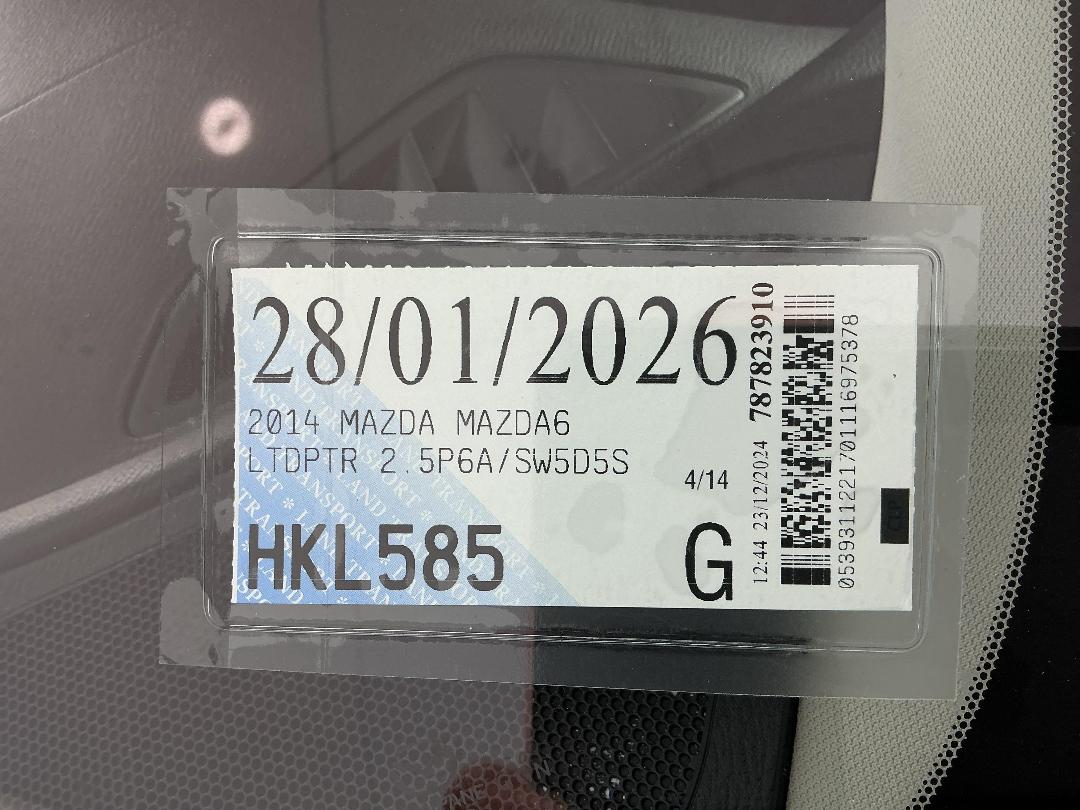 28/01/2026
2014 MAZDA MAZDA6
LTDPTR 2.5P6A/SW5D5S
4/14
HKL585
G
787823910
12:44 23/12/2024
0539311221701116975378